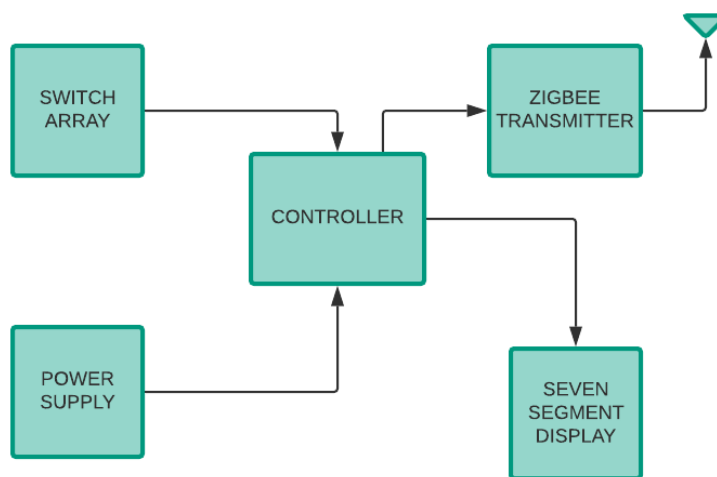 SWITCH
ARRAY
ZIGBEE
TRANSMITTER
CONTROLLER
POWER
SUPPLY
SEVEN
SEGMENT
DISPLAY